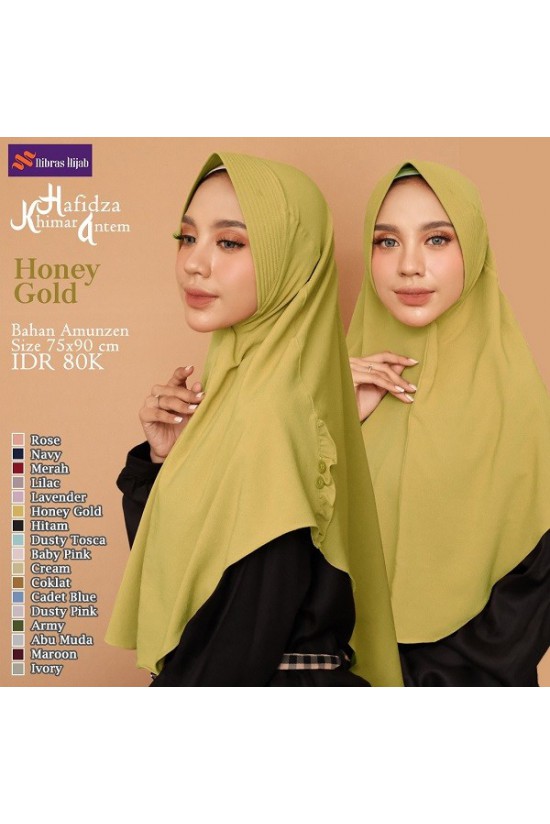 Nibras Hijab
Hafidza
Khimar Antem
Honey
Gold
Bahan Amunzen
Size 75x90 cm
IDR 80K
Rose
Navy
Merah
Lilac
Lavender
Honey Gold
Hitam
Dusty Tosca
Baby Pink
Cream
Coklat
Cadet Blue
Dusty Pink
Army
Abu Muda
Maroon
Ivory